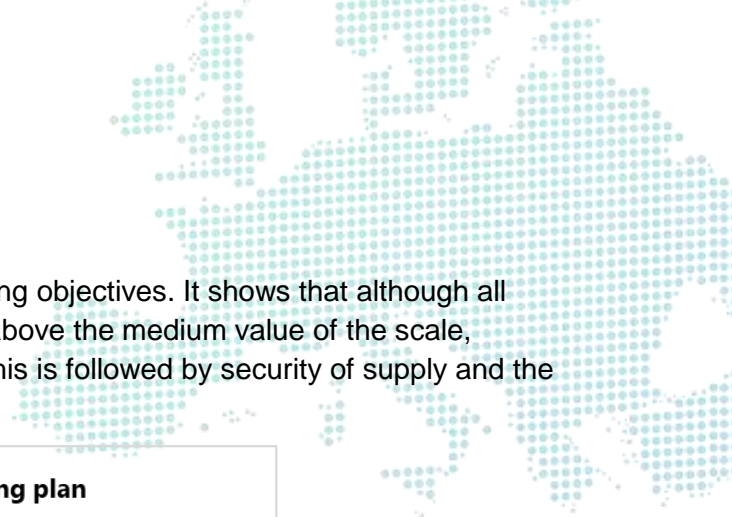 ng objectives. It shows that although all
above the medium value of the scale,
his is followed by security of supply and the
ng plan